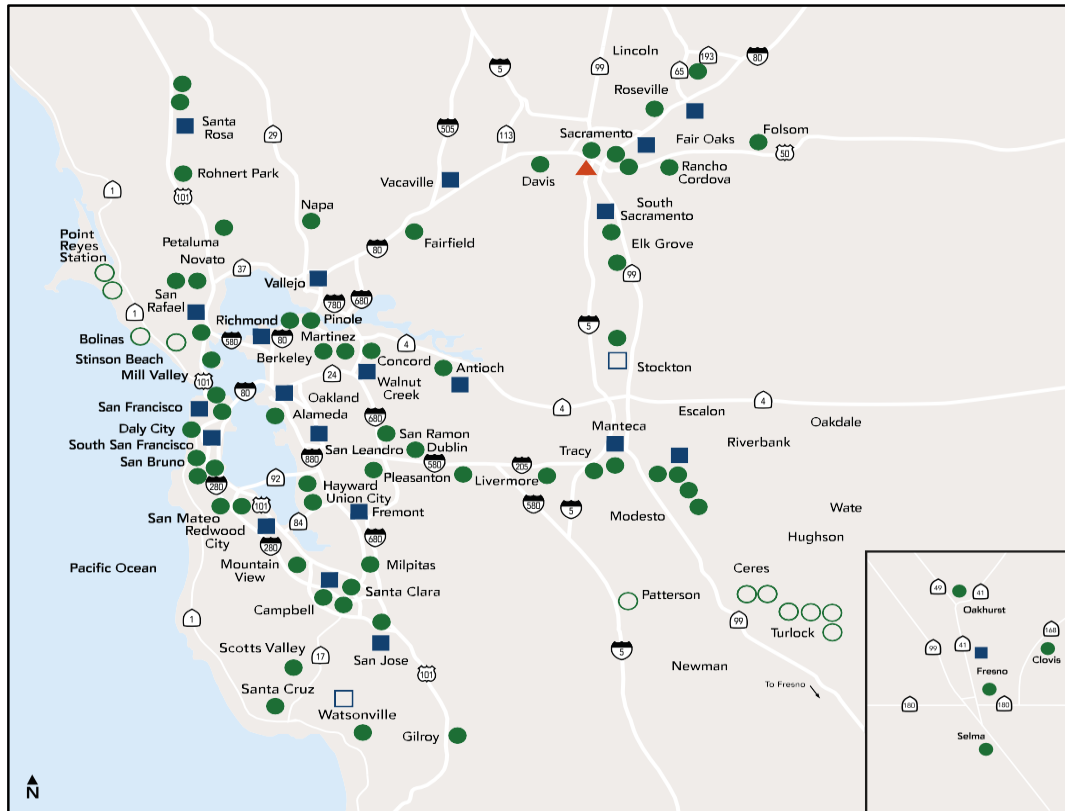 Lincoln
193
80
5
99
65
Roseville
Santa
Rosa
29
505
113
Sacramento
Fair Oaks
Folsom
50
Rohnert Park
Vacaville
Davis
Rancho
Cordova
1
101
Napa
South
Sacramento
Point
Reyes
Station
Petaluma
Novato
37
80
Fairfield
Elk Grove
99
Vallejo
San
Rafael
780
680
1
Richmond
Pinole
5
Bolinas
580
80
Martinez
4
Stinson Beach
Berkeley
Concord
Antioch
Stockton
Mill Valley
101
80
24
Walnut
Creek
San Francisco
Oakland
4
Escalon
4
Oakdale
Daly City
Alameda
680
San Ramon
Manteca
Riverbank
South San Francisco
San Leandro
Dublin
Tracy
San Bruno
880
580
205
280
92
Hayward
Pleasanton
Livermore
Union City
580
5
Modesto
Wate
San Mateo
101
84
Fremont
Redwood
City
280
680
Hughson
Pacific Ocean
Mountain
View
Milpitas
Ceres
Santa Clara
Campbell
Patterson
1
99
Turlock
Scotts Valley
17
San Jose
5
Newman
101
To Fresno
Santa Cruz
Watsonville
Gilroy
N
49
41
Oakhurst
168
99
41
Clovis
Fresno
180
180
Selma